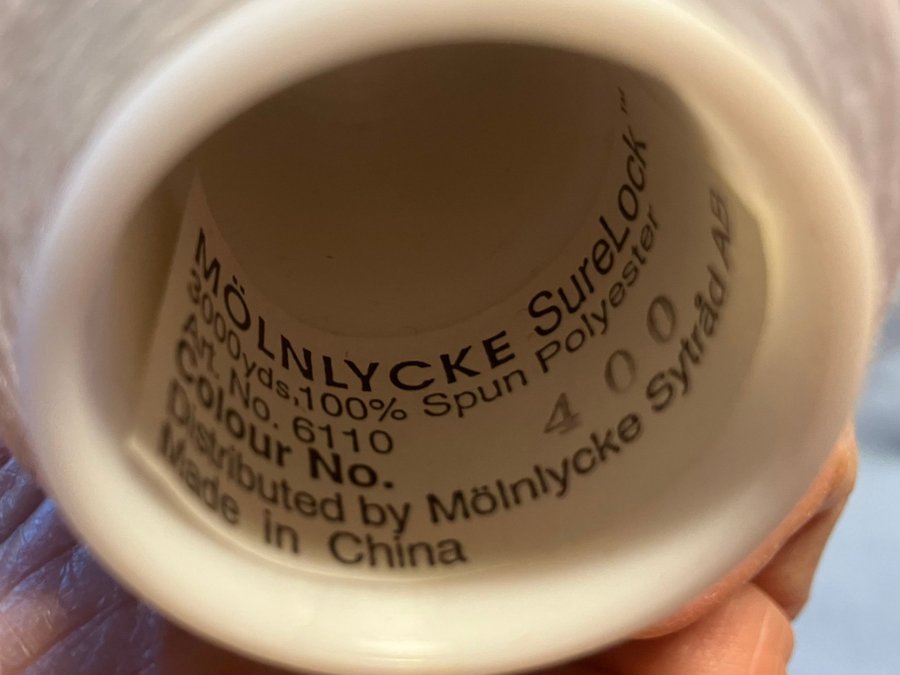 MÖLNLYCKE SureLock™
3000yds.100% Spun Polyester
Art. No. 6110
Colour No. 400
Distributed by Mölnlycke Sytråd AB
Made in China